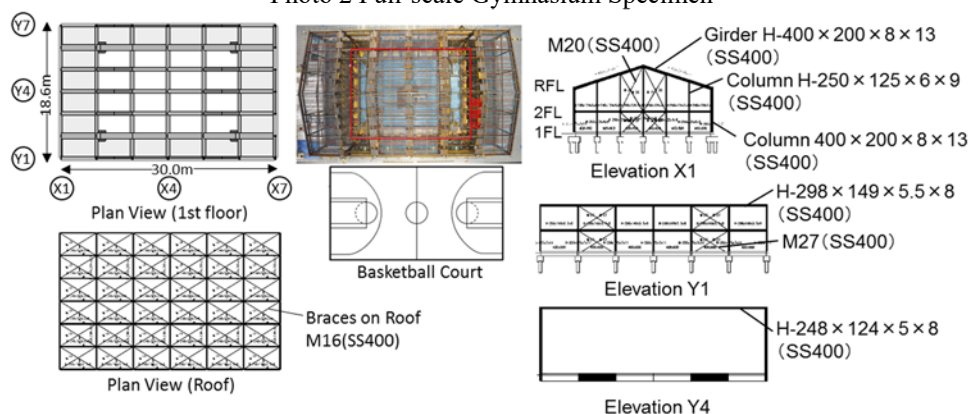 Photo 2 Full-scale Gymnasium Specimen
Y7
Y4
Y1
18.6m
30.0m
X1
X4
X7
Plan View (1st floor)
Basketball Court
Braces on Roof
M16(SS400)
Plan View (Roof)
M20(SS400)
Girder H-400×200×8×13
(SS400)
Column H-250×125×6×9
(SS400)
RFL
2FL
1FL
Column 400×200×8×13
(SS400)
Elevation X1
H-298×149×5.5×8
(SS400)
M27(SS400)
Elevation Y1
H-248×124×5×8
(SS400)
Elevation Y4